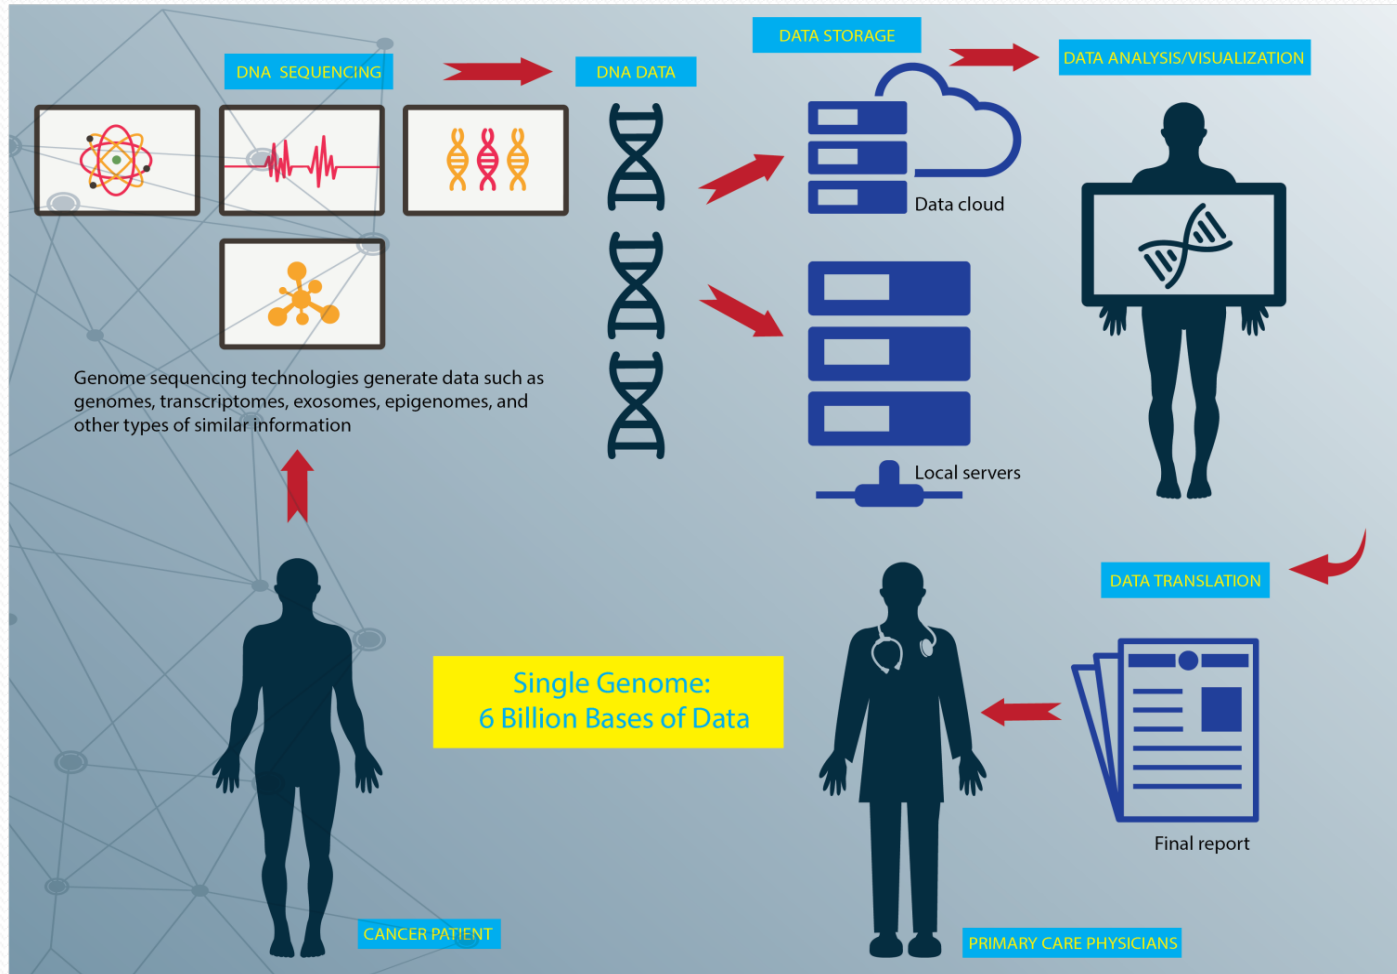 DNA SEQUENCING
DNA DATA
DATA STORAGE
DATA ANALYSIS/VISUALIZATION
Data cloud
Local servers
Genome sequencing technologies generate data such as
genomes, transcriptomes, exosomes, epigenomes, and
other types of similar information
DATA TRANSLATION
Single Genome:
6 Billion Bases of Data
Final report
CANCER PATIENT
PRIMARY CARE PHYSICIANS